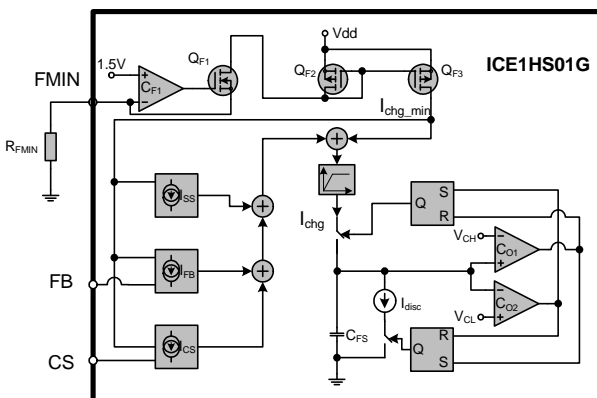 Vdd
ICE1HS01G
1.5V
QF1
FMIN
CF1
QF2
QF3
Ichg_min
RFMIN
ISS
S
Q
R
Ichg
VCH
CO1
FB
IFB
Idisc
CO2
VCL
CFS
R
Q
S
CS
ICS